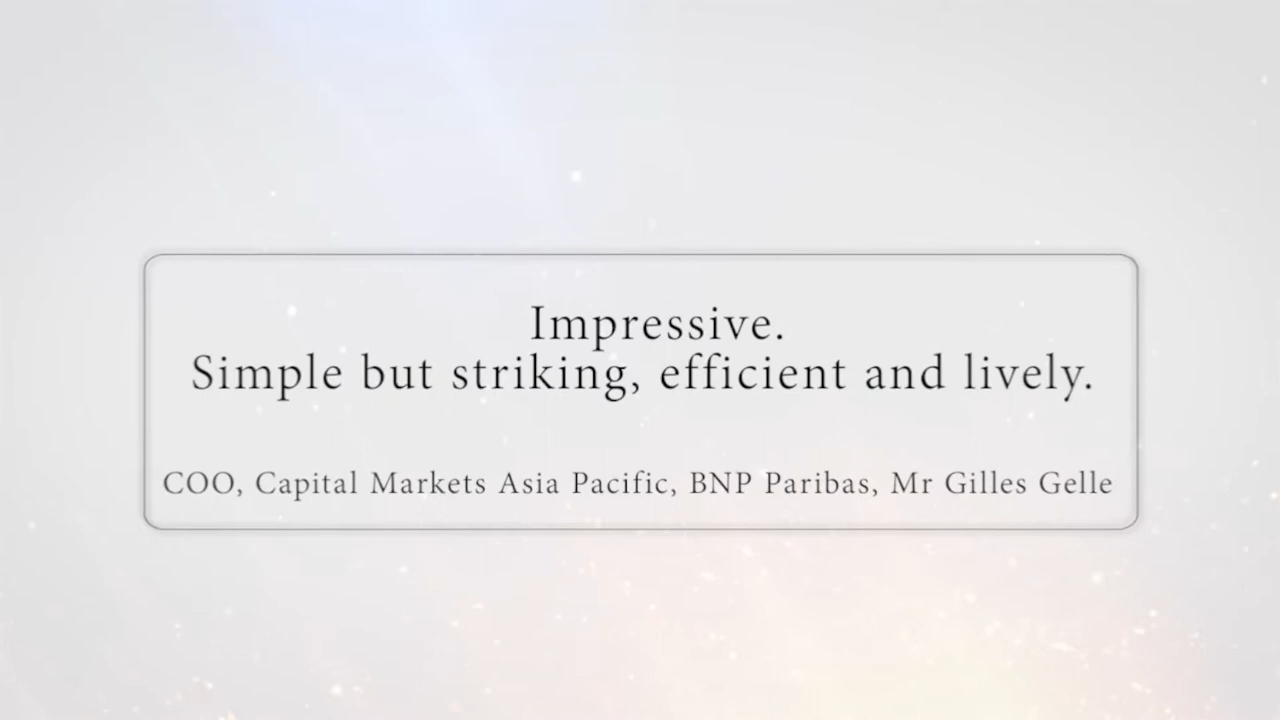 Impressive.
Simple but striking, efficient and lively.
COO, Capital Markets Asia Pacific, BNP Paribas, Mr Gilles Gelle